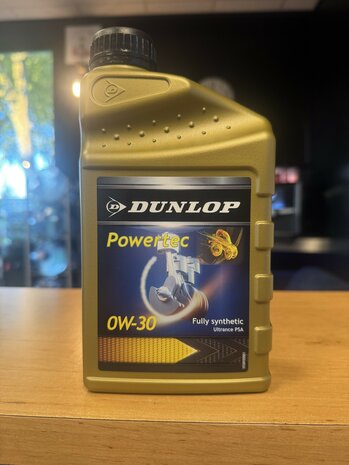 DUNLOP
Powertec
0W-30
Fully synthetic
Ultrance PSA